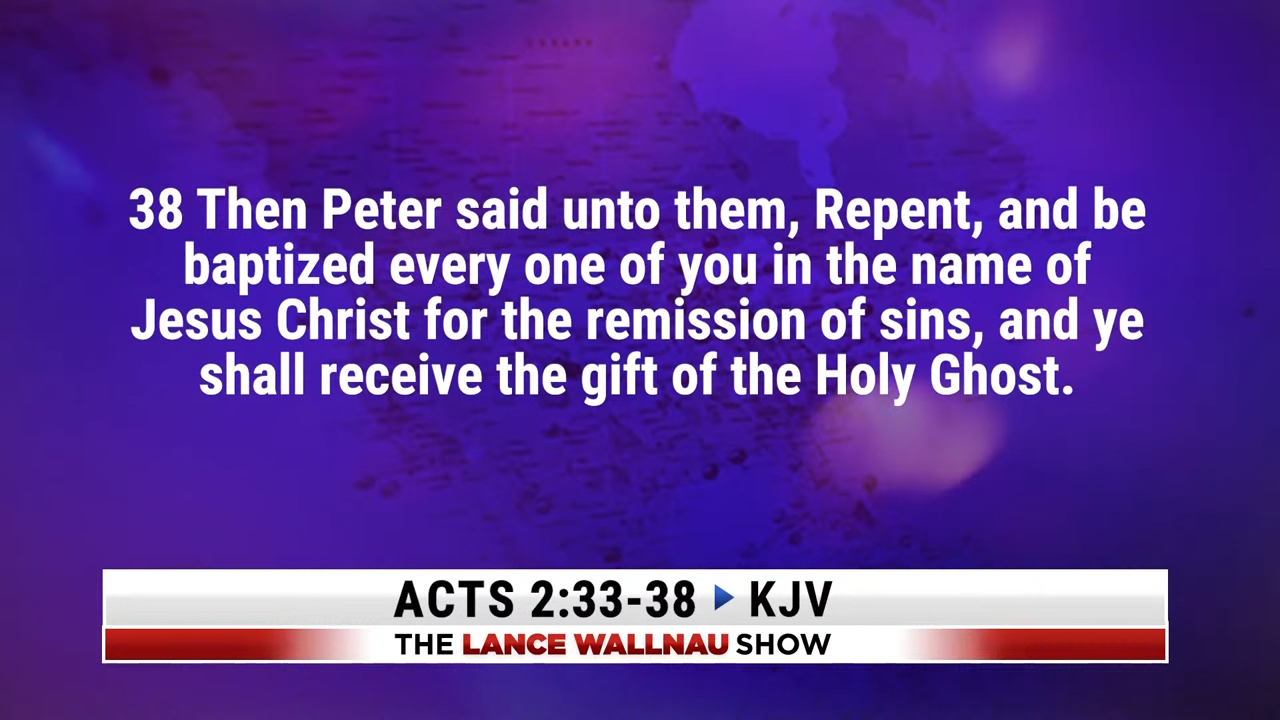 CANADA
38 Then Peter said unto them, Repent, and be
baptized every one of you in the name of
Jesus Christ for the remission of sins, and ye
shall receive the gift of the Holy Ghost.
ACTS 2:33-38 KJV
THE LANCE WALLNAU SHOW